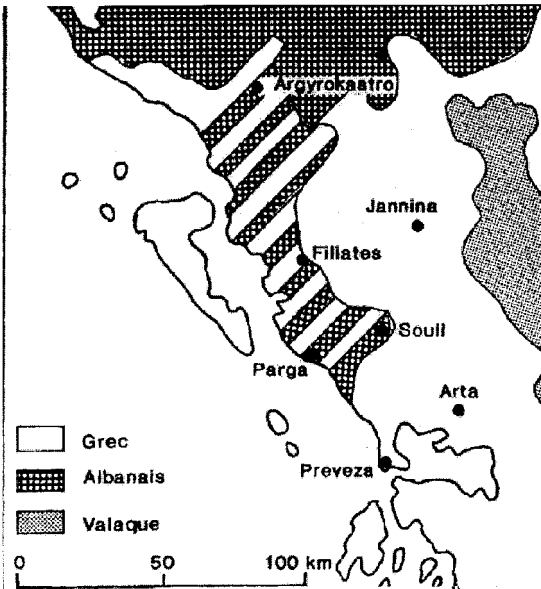 Argyrokastro
Jannina
Filiates
Souli
Parga
Arta
Preveza
Grec
Albanais
Valaque
0 50 100 km